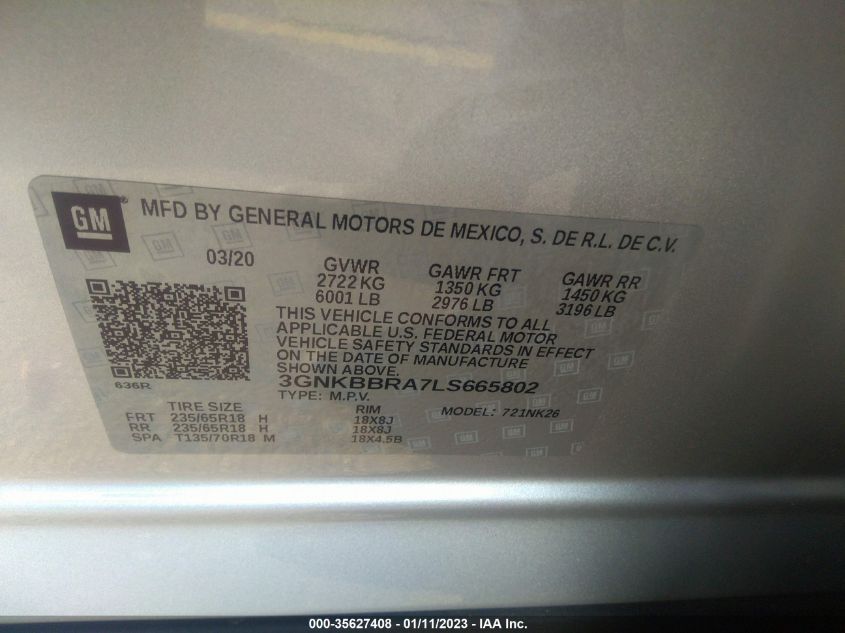 GM ® MFD BY GENERAL MOTORS DE MEXICO, S. DE R.L. DE C.V.
03/20 GVWR GAWR FRT GAWR RR
2722 KG 1350 KG 1450 KG
6001 LB 2976 LB 3196 LB
THIS VEHICLE CONFORMS TO ALL
APPLICABLE U.S. FEDERAL MOTOR
VEHICLE SAFETY STANDARDS IN EFFECT
ON THE DATE OF MANUFACTURE
SHOWN ABOVE.
636R
3GNKBBRA7LS665802
TYPE: M.P.V. MODEL: 721NK26
TIRE SIZE RIM
FRT 235/65R18 H 18X8J
RR 235/65R18 H 18X8J
SPA T135/70R18 M 18X4.5B
000-35627408 - 01/11/2023 - IAA Inc.